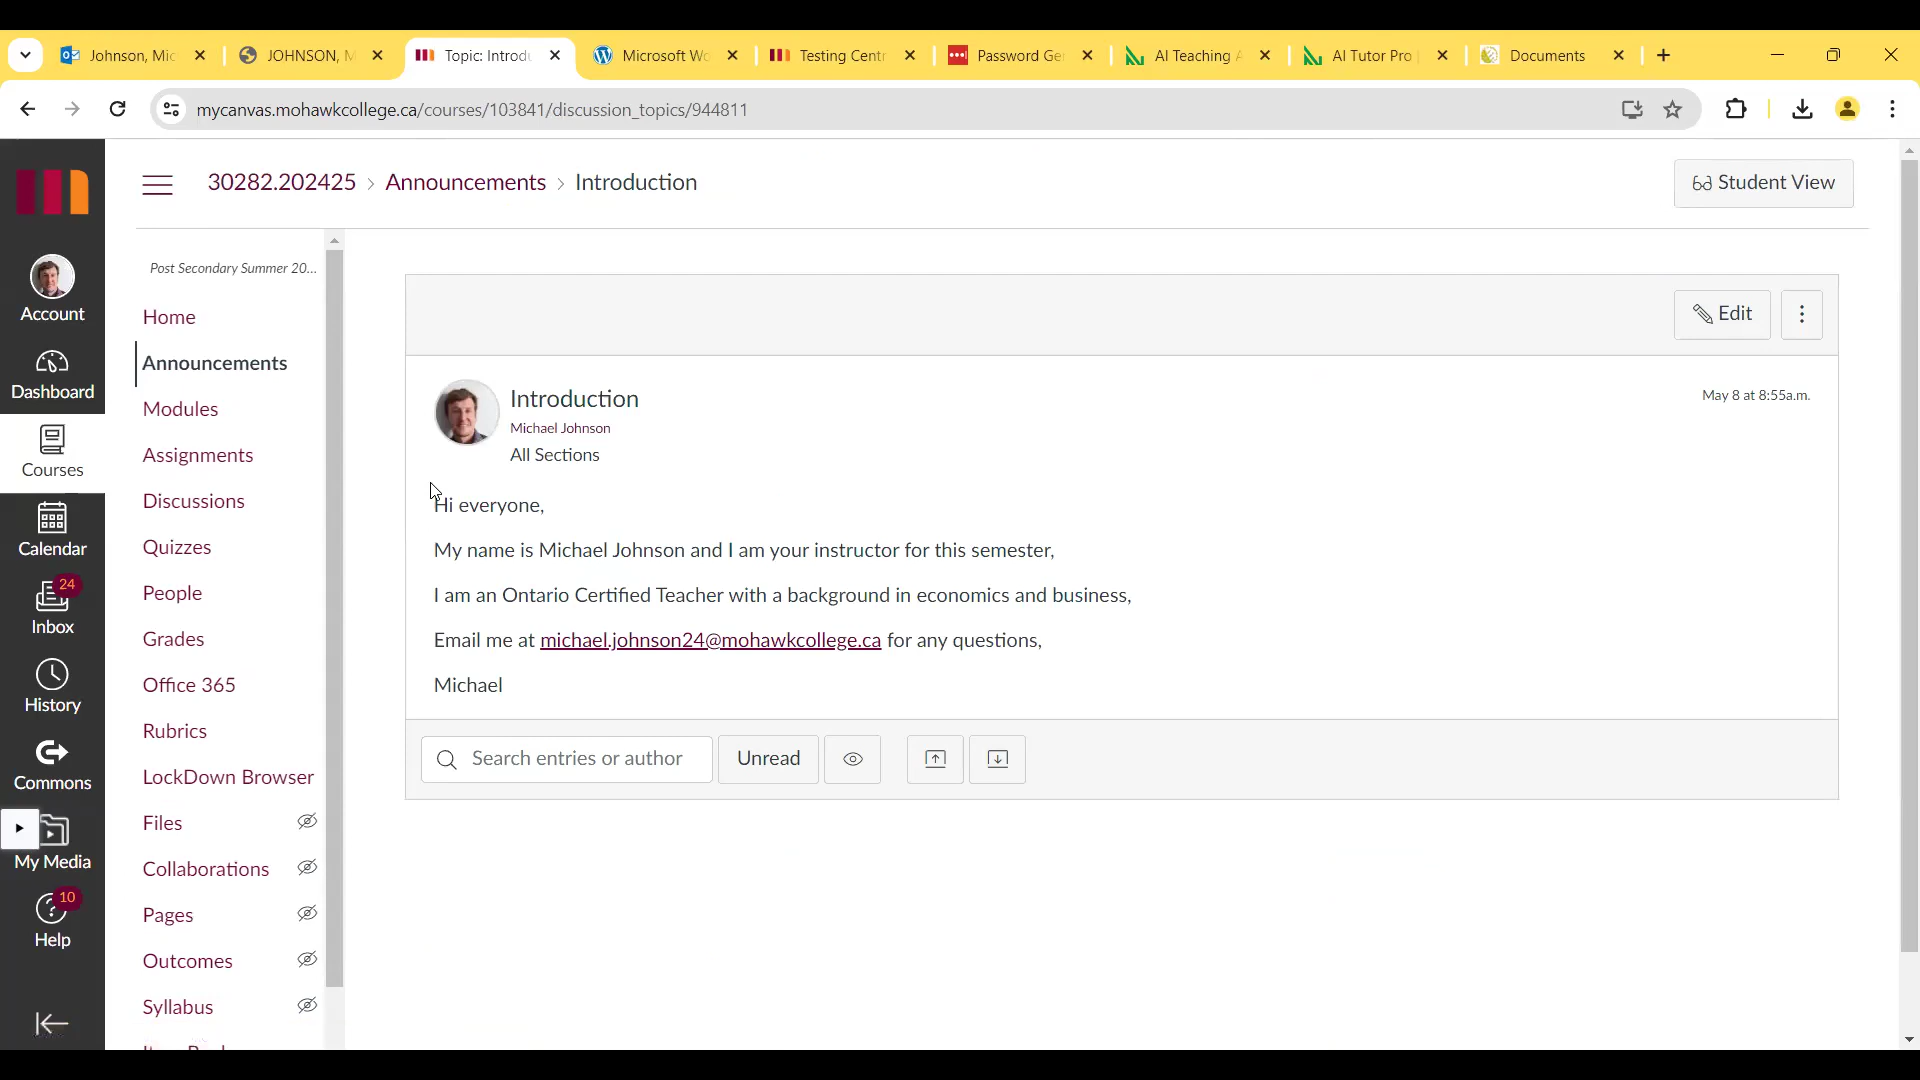 Johnson, Mic
JOHNSON, M
Topic: Introdu
Microsoft Wo
Testing Centr
Password Ge
AI Teaching A
AI Tutor Pro
Documents
mycanvas.mohawkcollege.ca/courses/103841/discussion_topics/944811
30282.202425 › Announcements › Introduction
Student View
Account
Dashboard
Courses
Calendar
24
Inbox
History
Commons
My Media
10
Help
Post Secondary Summer 20...
Home
Announcements
Modules
Assignments
Discussions
Quizzes
People
Grades
Office 365
Rubrics
LockDown Browser
Files
Collaborations
Pages
Outcomes
Syllabus
Edit
Introduction
May 8 at 8:55a.m.
Michael Johnson
All Sections
Hi everyone,
My name is Michael Johnson and I am your instructor for this semester,
I am an Ontario Certified Teacher with a background in economics and business,
Email me at michael.johnson24@mohawkcollege.ca for any questions,
Michael
Search entries or author
Unread